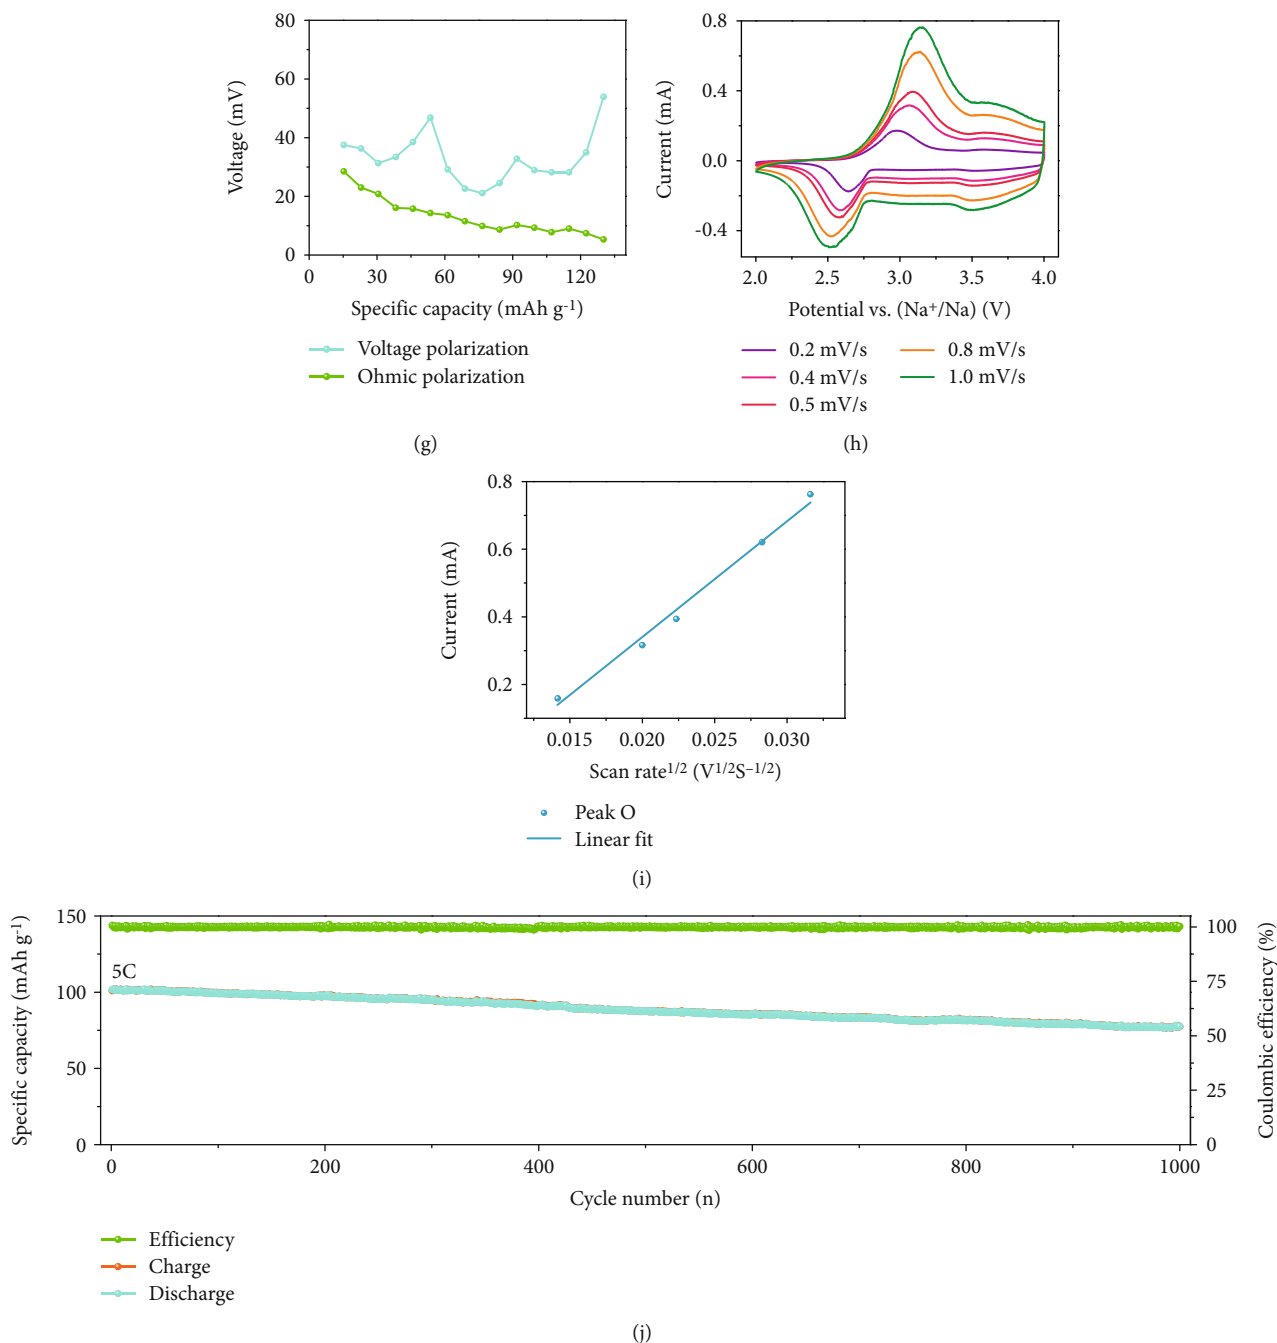 80
60
40
20
0
Voltage (mV)
0 30 60 90 120
Specific capacity (mAh g-1)
Voltage polarization
Ohmic polarization
(g)
0.8
0.4
0.0
-0.4
Current (mA)
2.0 2.5 3.0 3.5 4.0
Potential vs. (Na+/Na) (V)
0.2 mV/s 0.8 mV/s
0.4 mV/s 1.0 mV/s
0.5 mV/s
(h)
0.8
0.6
0.4
0.2
Current (mA)
0.015 0.020 0.025 0.030
Scan rate1/2 (V1/2S–1/2)
Peak O
Linear fit
(i)
150
100
50
0
Specific capacity (mAh g-1)
5C
100
75
50
25
0
Coulombic efficiency (%)
0 200 400 600 800 1000
Cycle number (n)
Efficiency
Charge
Discharge
(j)